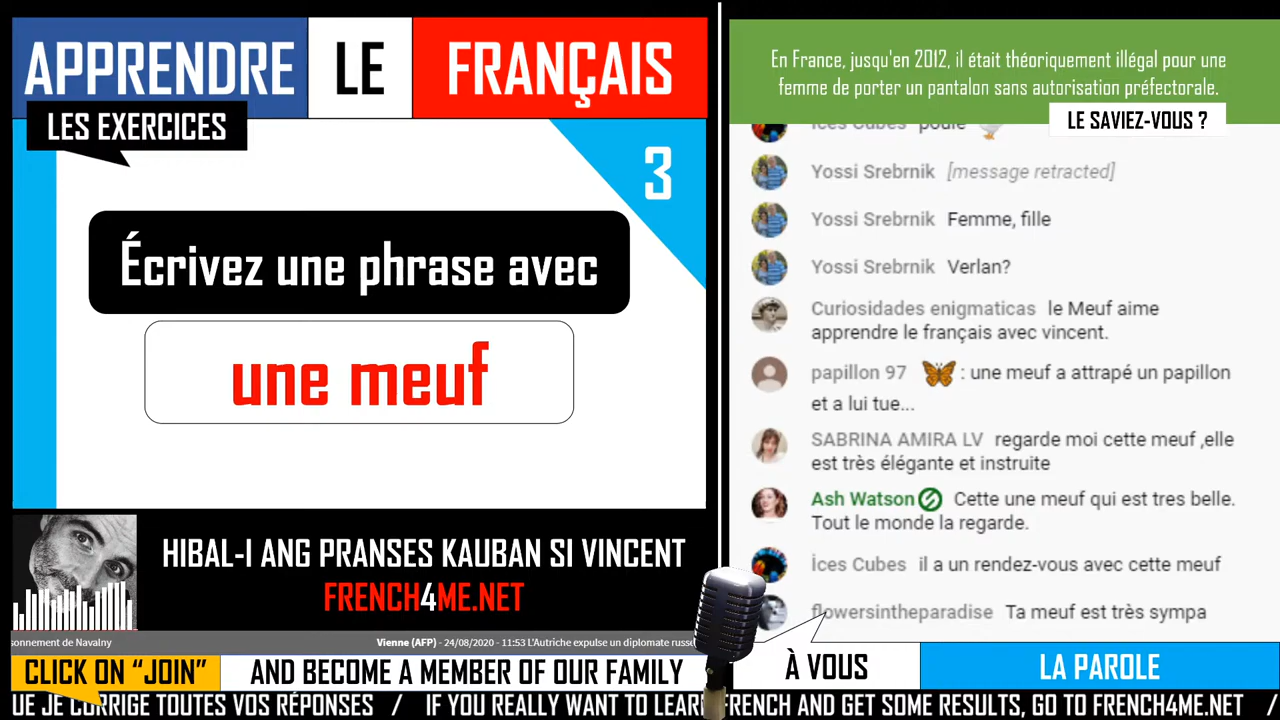 APPRENDRE LE FRANÇAIS
LES EXERCICES
3
Écrivez une phrase avec
une meuf
HIBAL-I ANG PRANSES KAUBAN SI VINCENT
FRENCH4ME.NET
sonnement de Navalny Vienne (AFP) - 24/08/2020 - 11:53 L'Autriche expulse un diplomate russe
CLICK ON “JOIN” AND BECOME A MEMBER OF OUR FAMILY
En France, jusqu'en 2012, il était théoriquement illégal pour une
femme de porter un pantalon sans autorisation préfectorale.
LE SAVIEZ-VOUS ?
İces Cubes poule
Yossi Srebrnik [message retracted]
Yossi Srebrnik Femme, fille
Yossi Srebrnik Verlan?
Curiosidades enigmaticas le Meuf aime
apprendre le français avec vincent.
papillon 97 : une meuf a attrapé un papillon
et a lui tue...
SABRINA AMIRA LV regarde moi cette meuf ,elle
est très élégante et instruite
Ash Watson Cette une meuf qui est tres belle.
Tout le monde la regarde.
İces Cubes il a un rendez-vous avec cette meuf
flowersintheparadise Ta meuf est très sympa
À VOUS LA PAROLE
UE JE CORRIGE TOUTES VOS RÉPONSES / IF YOU REALLY WANT TO LEARN FRENCH AND GET SOME RESULTS, GO TO FRENCH4ME.NET /